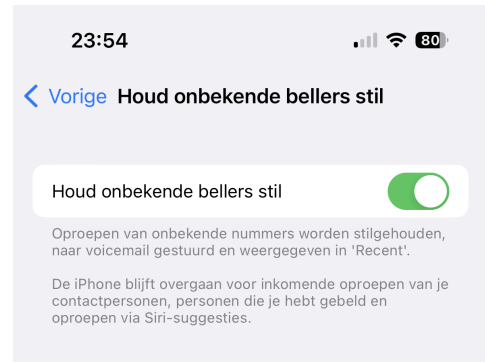 23:54 80
Vorige Houd onbekende bellers stil
Houd onbekende bellers stil
Oproepen van onbekende nummers worden stilgehouden,
naar voicemail gestuurd en weergegeven in 'Recent'.
De iPhone blijft overgaan voor inkomende oproepen van je
contactpersonen, personen die je hebt gebeld en
oproepen via Siri-suggesties.